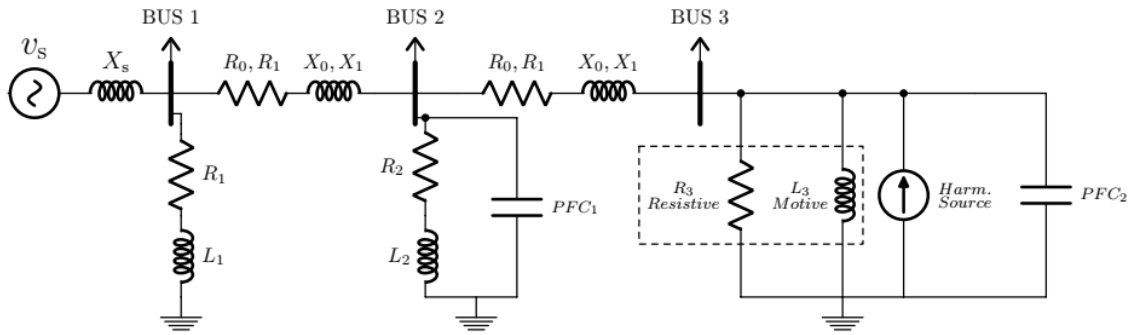 BUS 1
BUS 2
BUS 3
v_S
X_s
R_0, R_1
X_0, X_1
R_0, R_1
X_0, X_1
R_1
L_1
R_2
L_2
PFC_1
R_3
Resistive
L_3
Motive
Harm.
Source
PFC_2